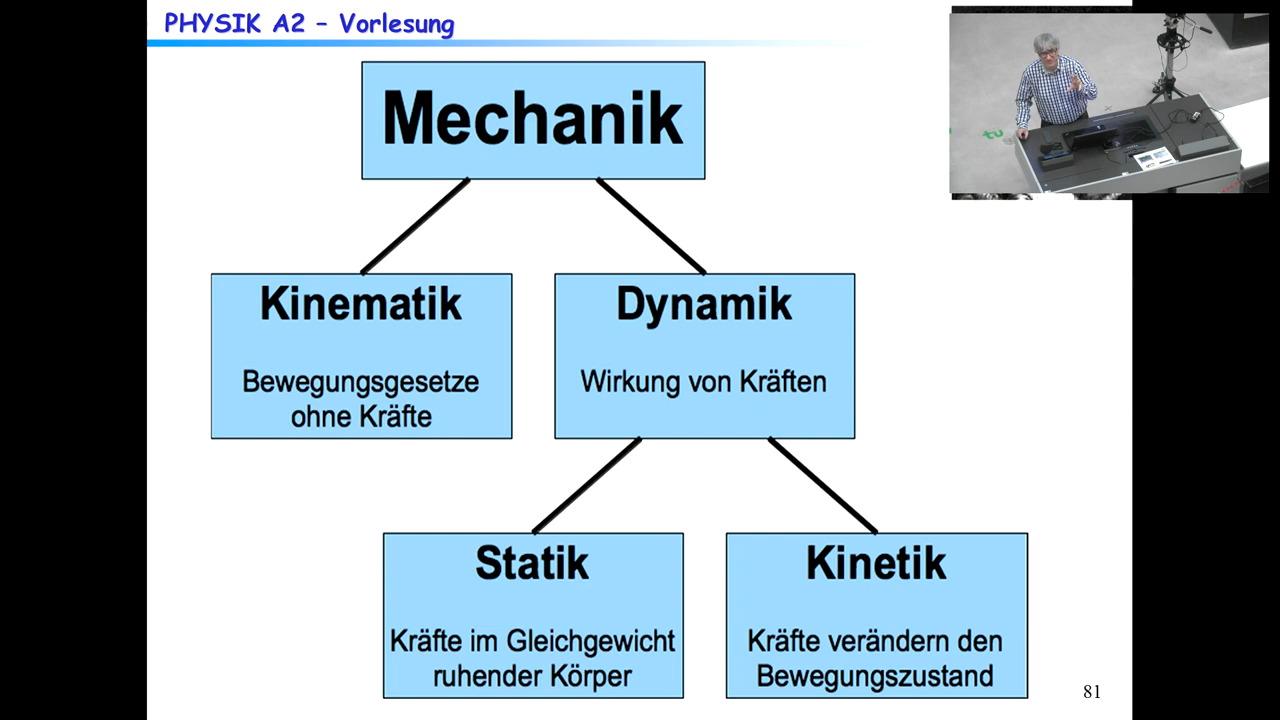 PHYSIK A2 – Vorlesung
tu
Mechanik
Kinematik
Bewegungsgesetze
ohne Kräfte
Dynamik
Wirkung von Kräften
Statik
Kräfte im Gleichgewicht
ruhender Körper
Kinetik
Kräfte verändern den
Bewegungszustand
81